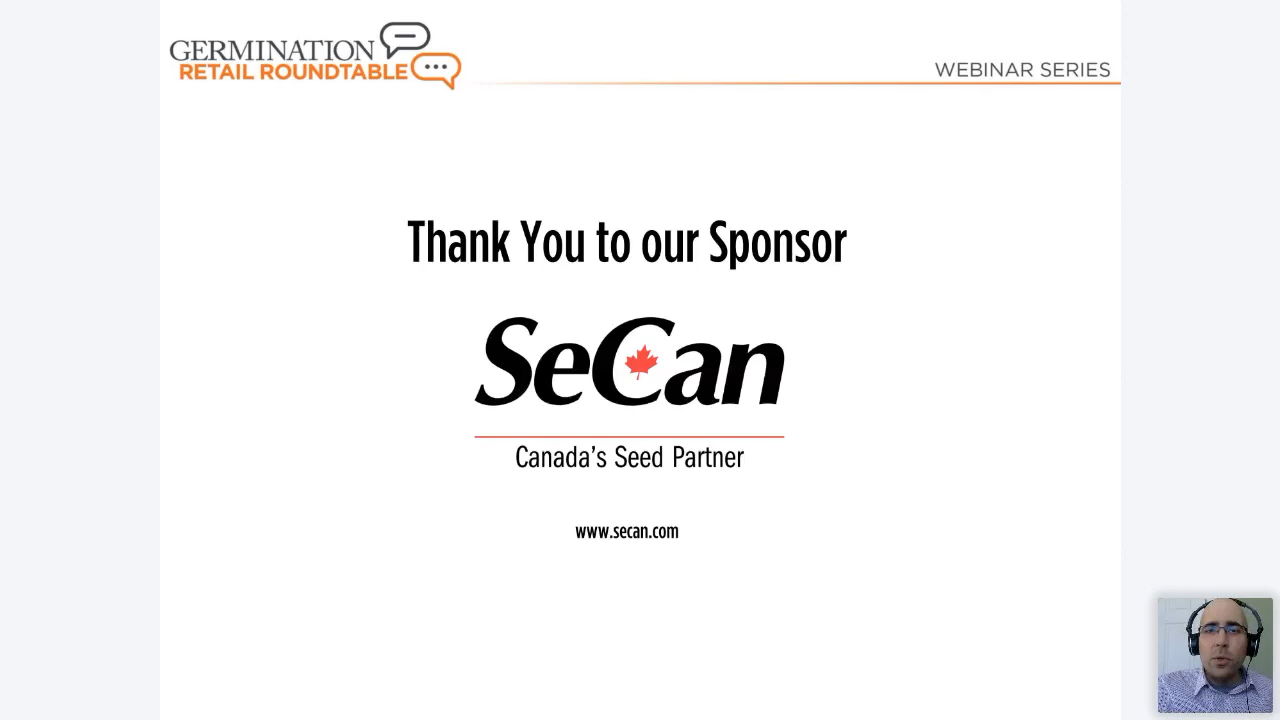 GERMINATION
RETAIL ROUNDTABLE
WEBINAR SERIES
Thank You to our Sponsor
SeCan
Canada's Seed Partner
www.secan.com